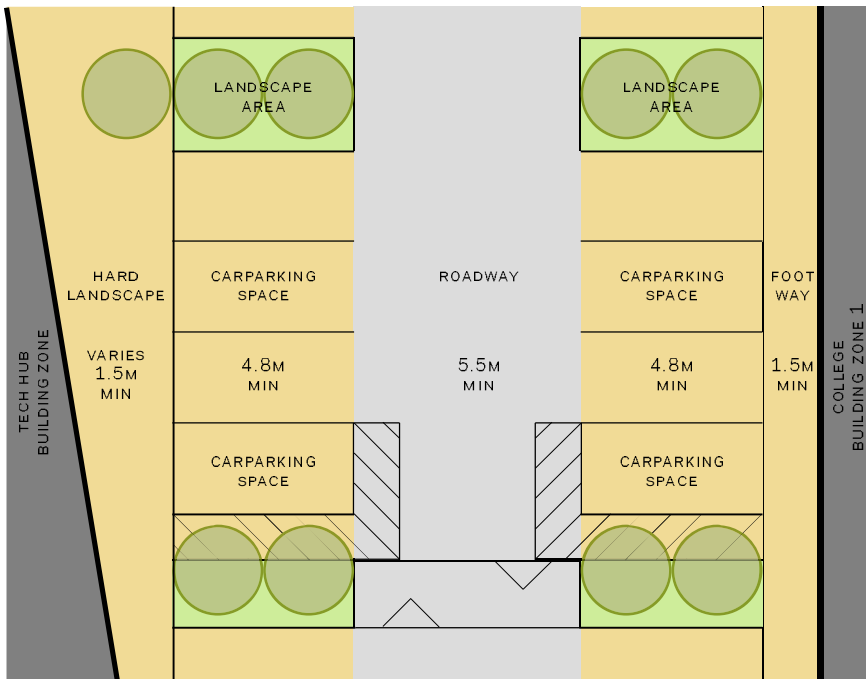 LANDSCAPE
AREA
LANDSCAPE
AREA
HARD
LANDSCAPE
CARPARKING
SPACE
ROADWAY
CARPARKING
SPACE
FOOT
WAY
TECH HUB
BUILDING ZONE
VARIES
1.5M
MIN
4.8M
MIN
5.5M
MIN
4.8M
MIN
1.5M
MIN
COLLEGE
BUILDING ZONE 1
CARPARKING
SPACE
CARPARKING
SPACE